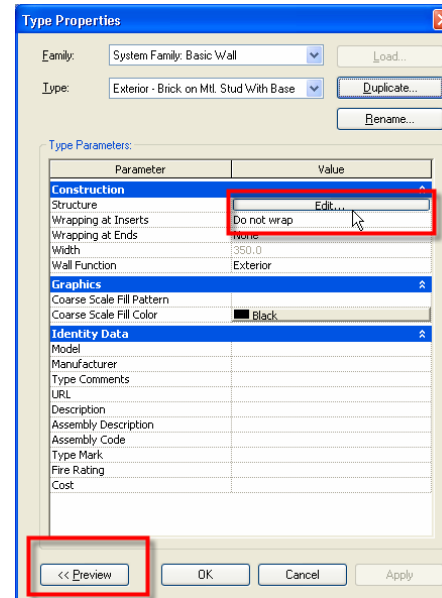 Type Properties
Family: System Family: Basic Wall Load...
Type: Exterior - Brick on Mtl. Stud With Base Duplicate...
Rename...
Type Parameters:
Parameter Value
Construction
Structure Edit...
Wrapping at Inserts Do not wrap
Wrapping at Ends None
Width 350.0
Wall Function Exterior
Graphics
Coarse Scale Fill Pattern
Coarse Scale Fill Color Black
Identity Data
Model
Manufacturer
Type Comments
URL
Description
Assembly Description
Assembly Code
Type Mark
Fire Rating
Cost
<< Preview OK Cancel Apply